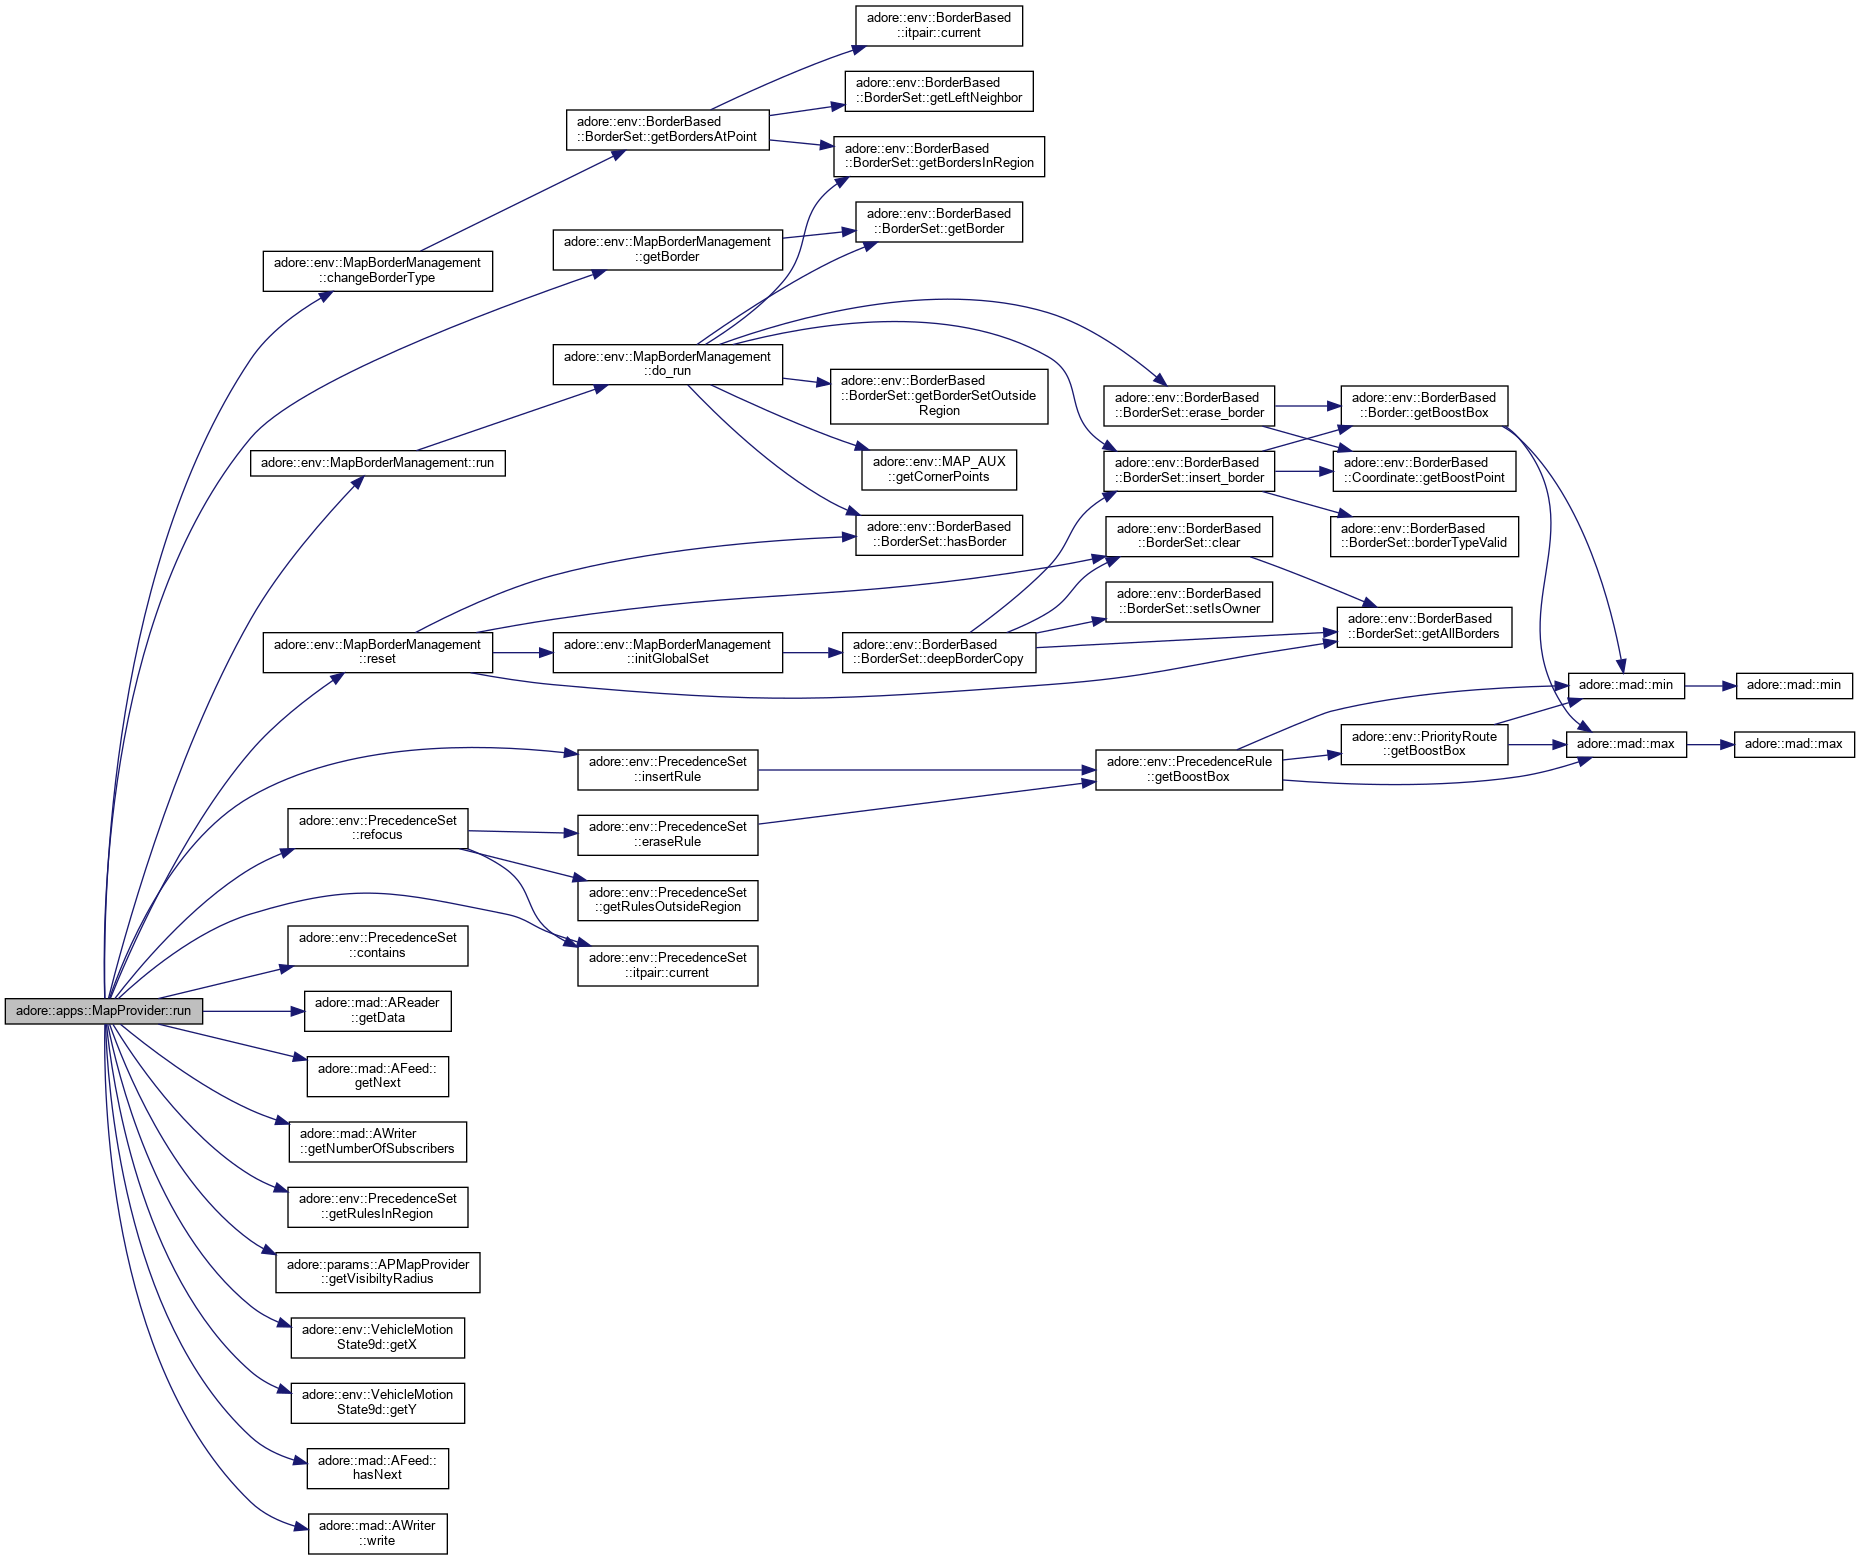 adore::env::BorderBased
::itpair::current
adore::env::BorderBased
::BorderSet::getLeftNeighbor
adore::env::BorderBased
::BorderSet::getBordersAtPoint
adore::env::BorderBased
::BorderSet::getBordersInRegion
adore::env::BorderBased
::BorderSet::getBorder
adore::env::MapBorderManagement
::getBorder
adore::env::MapBorderManagement
::changeBorderType
adore::env::MapBorderManagement
::do_run
adore::env::BorderBased
::BorderSet::getBorderSetOutside
Region
adore::env::BorderBased
::BorderSet::erase_border
adore::env::BorderBased
::Border::getBoostBox
adore::env::MapBorderManagement::run
adore::env::MAP_AUX
::getCornerPoints
adore::env::BorderBased
::BorderSet::insert_border
adore::env::BorderBased
::Coordinate::getBoostPoint
adore::env::BorderBased
::BorderSet::hasBorder
adore::env::BorderBased
::BorderSet::clear
adore::env::BorderBased
::BorderSet::borderTypeValid
adore::env::BorderBased
::BorderSet::setIsOwner
adore::env::BorderBased
::BorderSet::getAllBorders
adore::env::MapBorderManagement
::reset
adore::env::MapBorderManagement
::initGlobalSet
adore::env::BorderBased
::BorderSet::deepBorderCopy
adore::mad::min
adore::mad::min
adore::env::PriorityRoute
::getBoostBox
adore::mad::max
adore::mad::max
adore::env::PrecedenceSet
::insertRule
adore::env::PrecedenceRule
::getBoostBox
adore::env::PrecedenceSet
::refocus
adore::env::PrecedenceSet
::eraseRule
adore::env::PrecedenceSet
::getRulesOutsideRegion
adore::env::PrecedenceSet
::contains
adore::env::PrecedenceSet
::itpair::current
adore::apps::MapProvider::run
adore::mad::AReader
::getData
adore::mad::AFeed::
getNext
adore::mad::AWriter
::getNumberOfSubscribers
adore::env::PrecedenceSet
::getRulesInRegion
adore::params::APMapProvider
::getVisibiltyRadius
adore::env::VehicleMotion
State9d::getX
adore::env::VehicleMotion
State9d::getY
adore::mad::AFeed::
hasNext
adore::mad::AWriter
::write